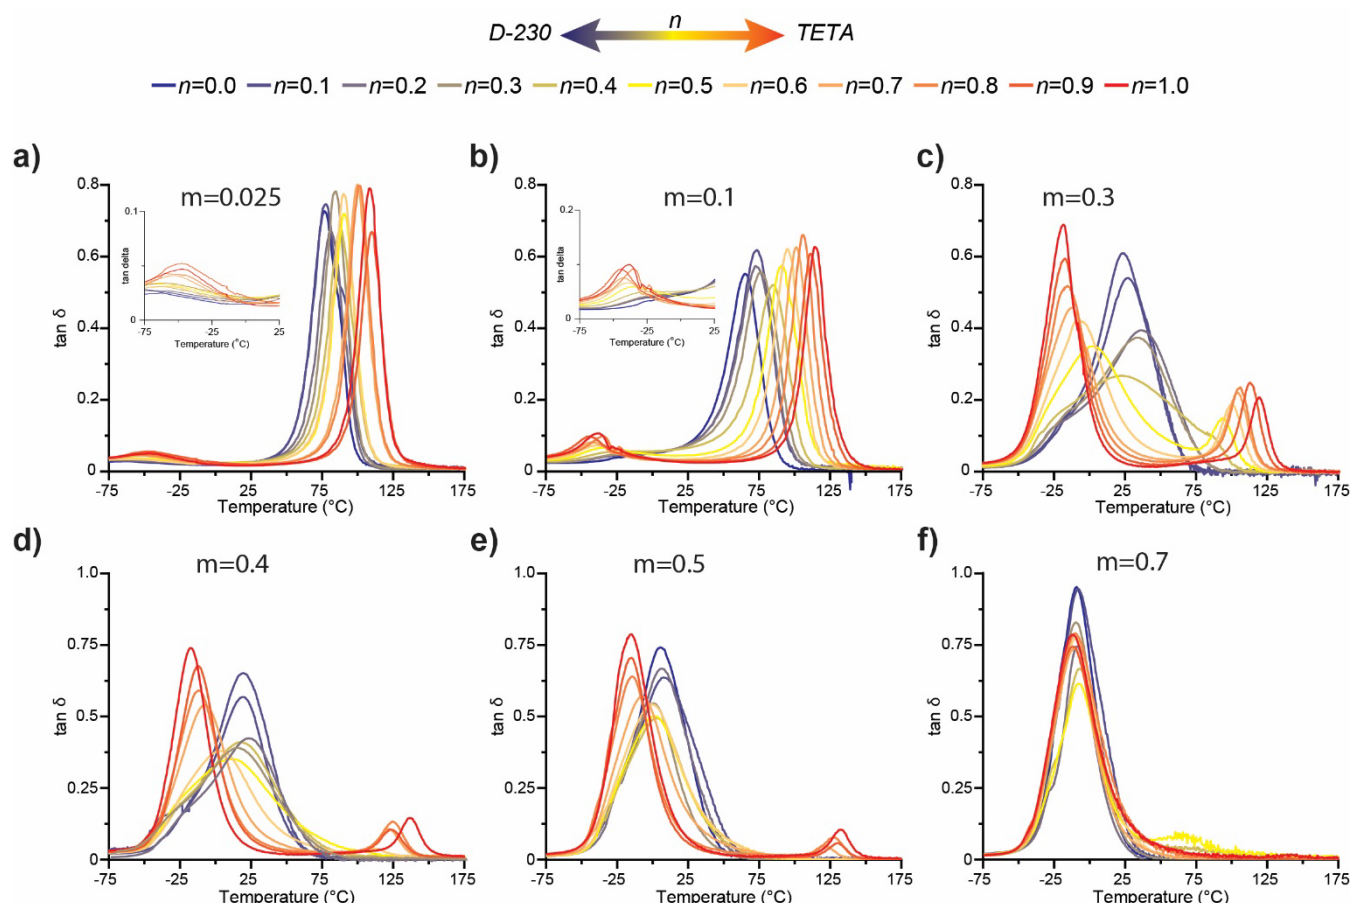 n
D-230 TETA
n=0.0 n=0.1 n=0.2 n=0.3 n=0.4 n=0.5 n=0.6 n=0.7 n=0.8 n=0.9 n=1.0
a) b) c)
m=0.025 m=0.1 m=0.3
tan δ
0.8
0.6
0.4
0.2
0
-75 -25 25 75 125 175
Temperature (°C)
tan delta
0.1
0
-75 -25 25
Temperature (°C)
tan δ
0.8
0.6
0.4
0.2
0
-75 -25 25 75 125 175
Temperature (°C)
tan delta
0.2
0
-75 -25 25
Temperature (°C)
tan δ
0.8
0.6
0.4
0.2
0
-75 -25 25 75 125 175
Temperature (°C)
d) e) f)
m=0.4 m=0.5 m=0.7
tan δ
1.0
0.75
0.5
0.25
0
-75 -25 25 75 125 175
Temperature (°C)
tan δ
1.0
0.75
0.5
0.25
0
-75 -25 25 75 125 175
Temperature (°C)
tan δ
1.0
0.75
0.5
0.25
0
-75 -25 25 75 125 175
Temperature (°C)